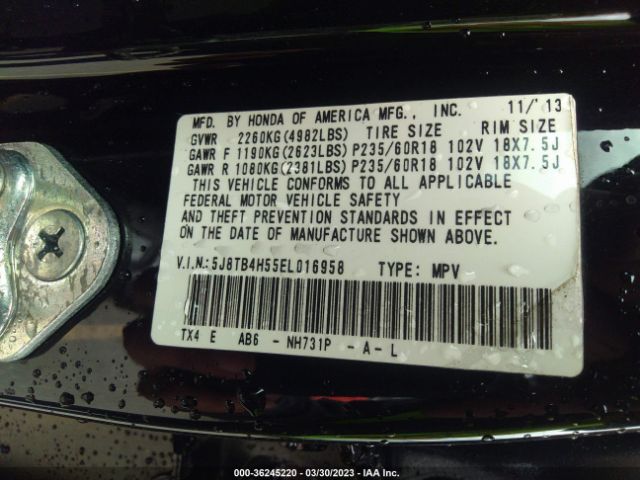 MFD. BY HONDA OF AMERICA MFG., INC. 11/'13
GVWR 2260KG(4982LBS) TIRE SIZE RIM SIZE
GAWR F 1190KG(2623LBS)P235/60R18 102V 18X7.5J
GAWR R 1080KG(2381LBS)P235/60R18 102V 18X7.5J
THIS VEHICLE CONFORMS TO ALL APPLICABLE
FEDERAL MOTOR VEHICLE SAFETY
AND THEFT PREVENTION STANDARDS IN EFFECT
ON THE DATE OF MANUFACTURE SHOWN ABOVE.
V.I.N.:5J8TB4H55EL016958 TYPE: MPV
TX4 E AB6 - NH731P - A - L
000-36245220 - 03/30/2023 - IAA Inc.